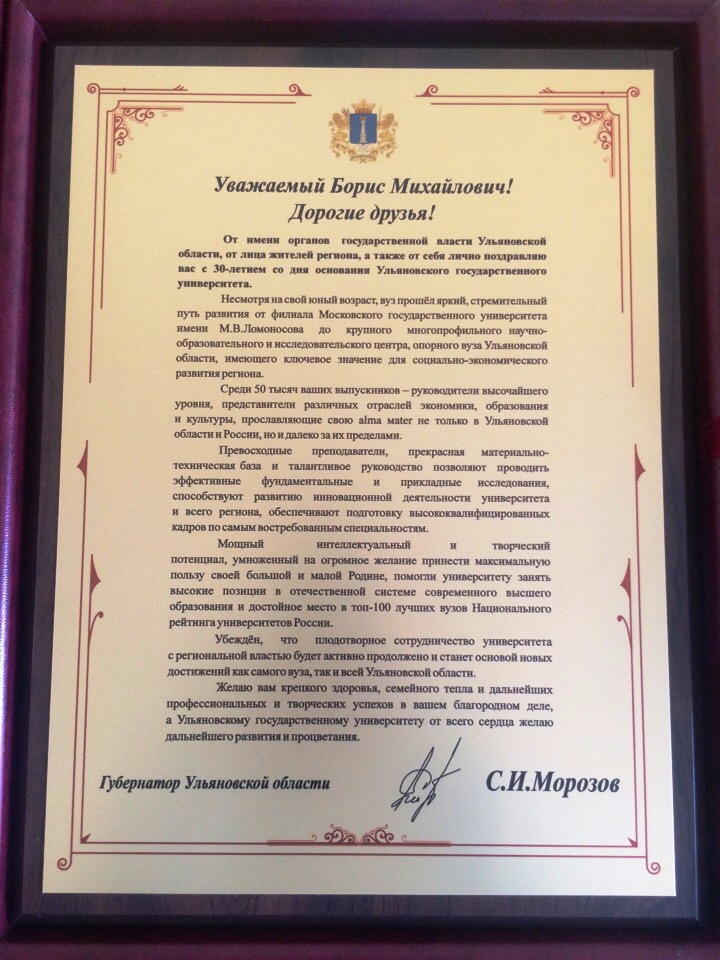 Уважаемый Борис Михайлович!
Дорогие друзья!
От имени органов государственной власти Ульяновской
области, от лица жителей региона, а также от себя лично поздравляю
вас с 30-летием со дня основания Ульяновского государственного
университета.
Несмотря на свой юный возраст, вуз прошёл яркий, стремительный
путь развития от филиала Московского государственного университета
имени М.В.Ломоносова до крупного многопрофильного научно-
образовательного и исследовательского центра, опорного вуза Ульяновской
области, имеющего ключевое значение для социально-экономического
развития региона.
Среди 50 тысяч ваших выпускников – руководители высочайшего
уровня, представители различных отраслей экономики, образования
и культуры, прославляющие свою alma mater не только в Ульяновской
области и России, но и далеко за их пределами.
Превосходные преподаватели, прекрасная материально-
техническая база и талантливое руководство позволяют проводить
эффективные фундаментальные и прикладные исследования,
способствуют развитию инновационной деятельности университета
и всего региона, обеспечивают подготовку высококвалифицированных
кадров по самым востребованным специальностям.
Мощный интеллектуальный и творческий
потенциал, умноженный на огромное желание принести максимальную
пользу своей большой и малой Родине, помогли университету занять
высокие позиции в отечественной системе современного высшего
образования и достойное место в топ-100 лучших вузов Национального
рейтинга университетов России.
Убеждён, что плодотворное сотрудничество университета
с региональной властью будет активно продолжено и станет основой новых
достижений как самого вуза, так и всей Ульяновской области.
Желаю вам крепкого здоровья, семейного тепла и дальнейших
профессиональных и творческих успехов в вашем благородном деле,
а Ульяновскому государственному университету от всего сердца желаю
дальнейшего развития и процветания.
Губернатор Ульяновской области С.И.Морозов